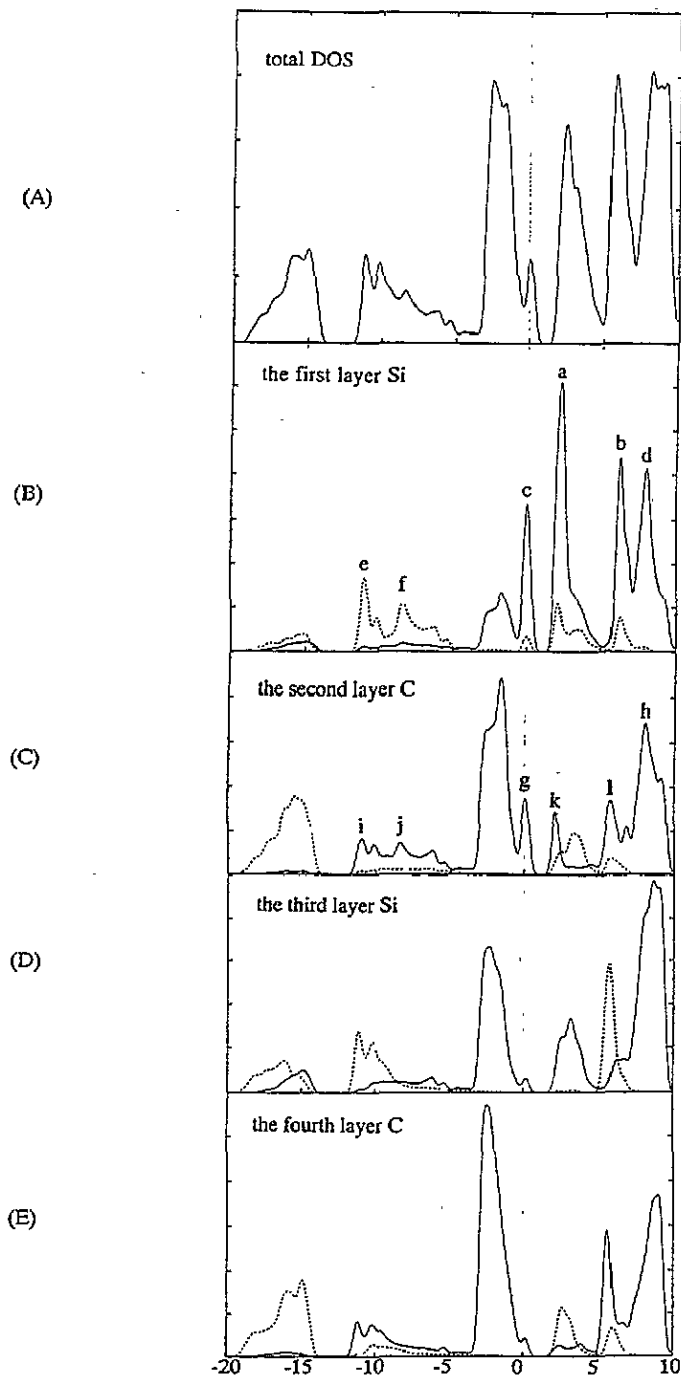 total DOS
(A)
the first layer Si
a
b
d
c
(B)
e
f
the second layer C
h
(C)
g
k
l
i
j
the third layer Si
(D)
the fourth layer C
(E)
-20 -15 -10 -5 0 5 10